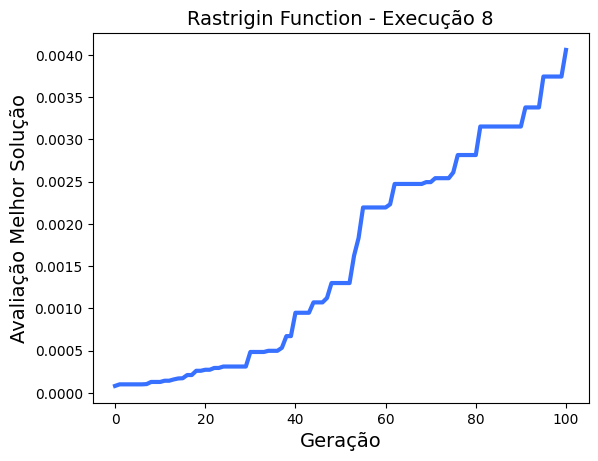 Rastrigin Function - Execução 8
Avaliação Melhor Solução
0.0040
0.0035
0.0030
0.0025
0.0020
0.0015
0.0010
0.0005
0.0000
0 20 40 60 80 100
Geração